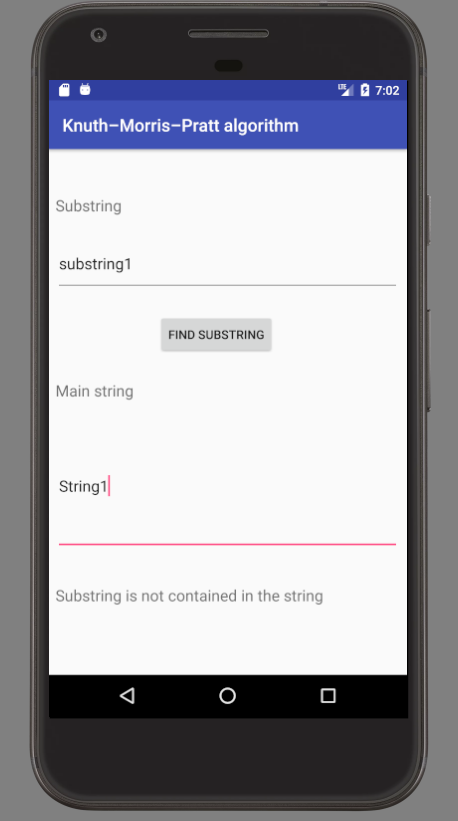 LTE 7:02
Knuth–Morris–Pratt algorithm
Substring
substring1
FIND SUBSTRING
Main string
String1
Substring is not contained in the string